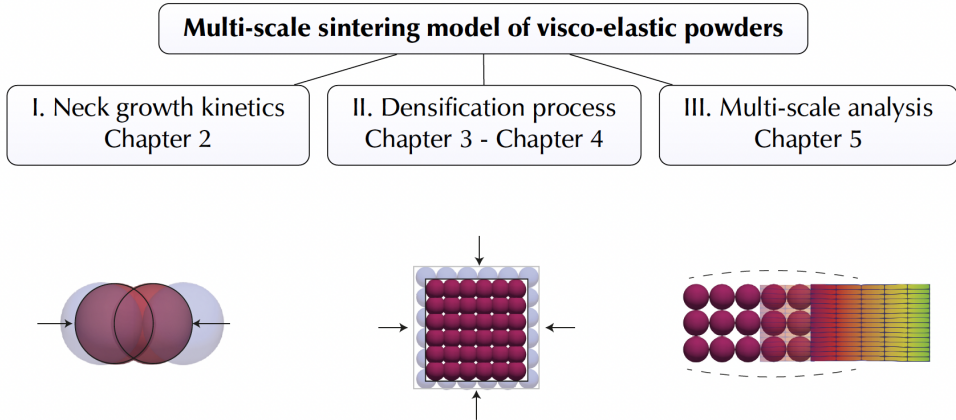 Multi-scale sintering model of visco-elastic powders
I. Neck growth kinetics
Chapter 2
II. Densification process
Chapter 3 - Chapter 4
III. Multi-scale analysis
Chapter 5